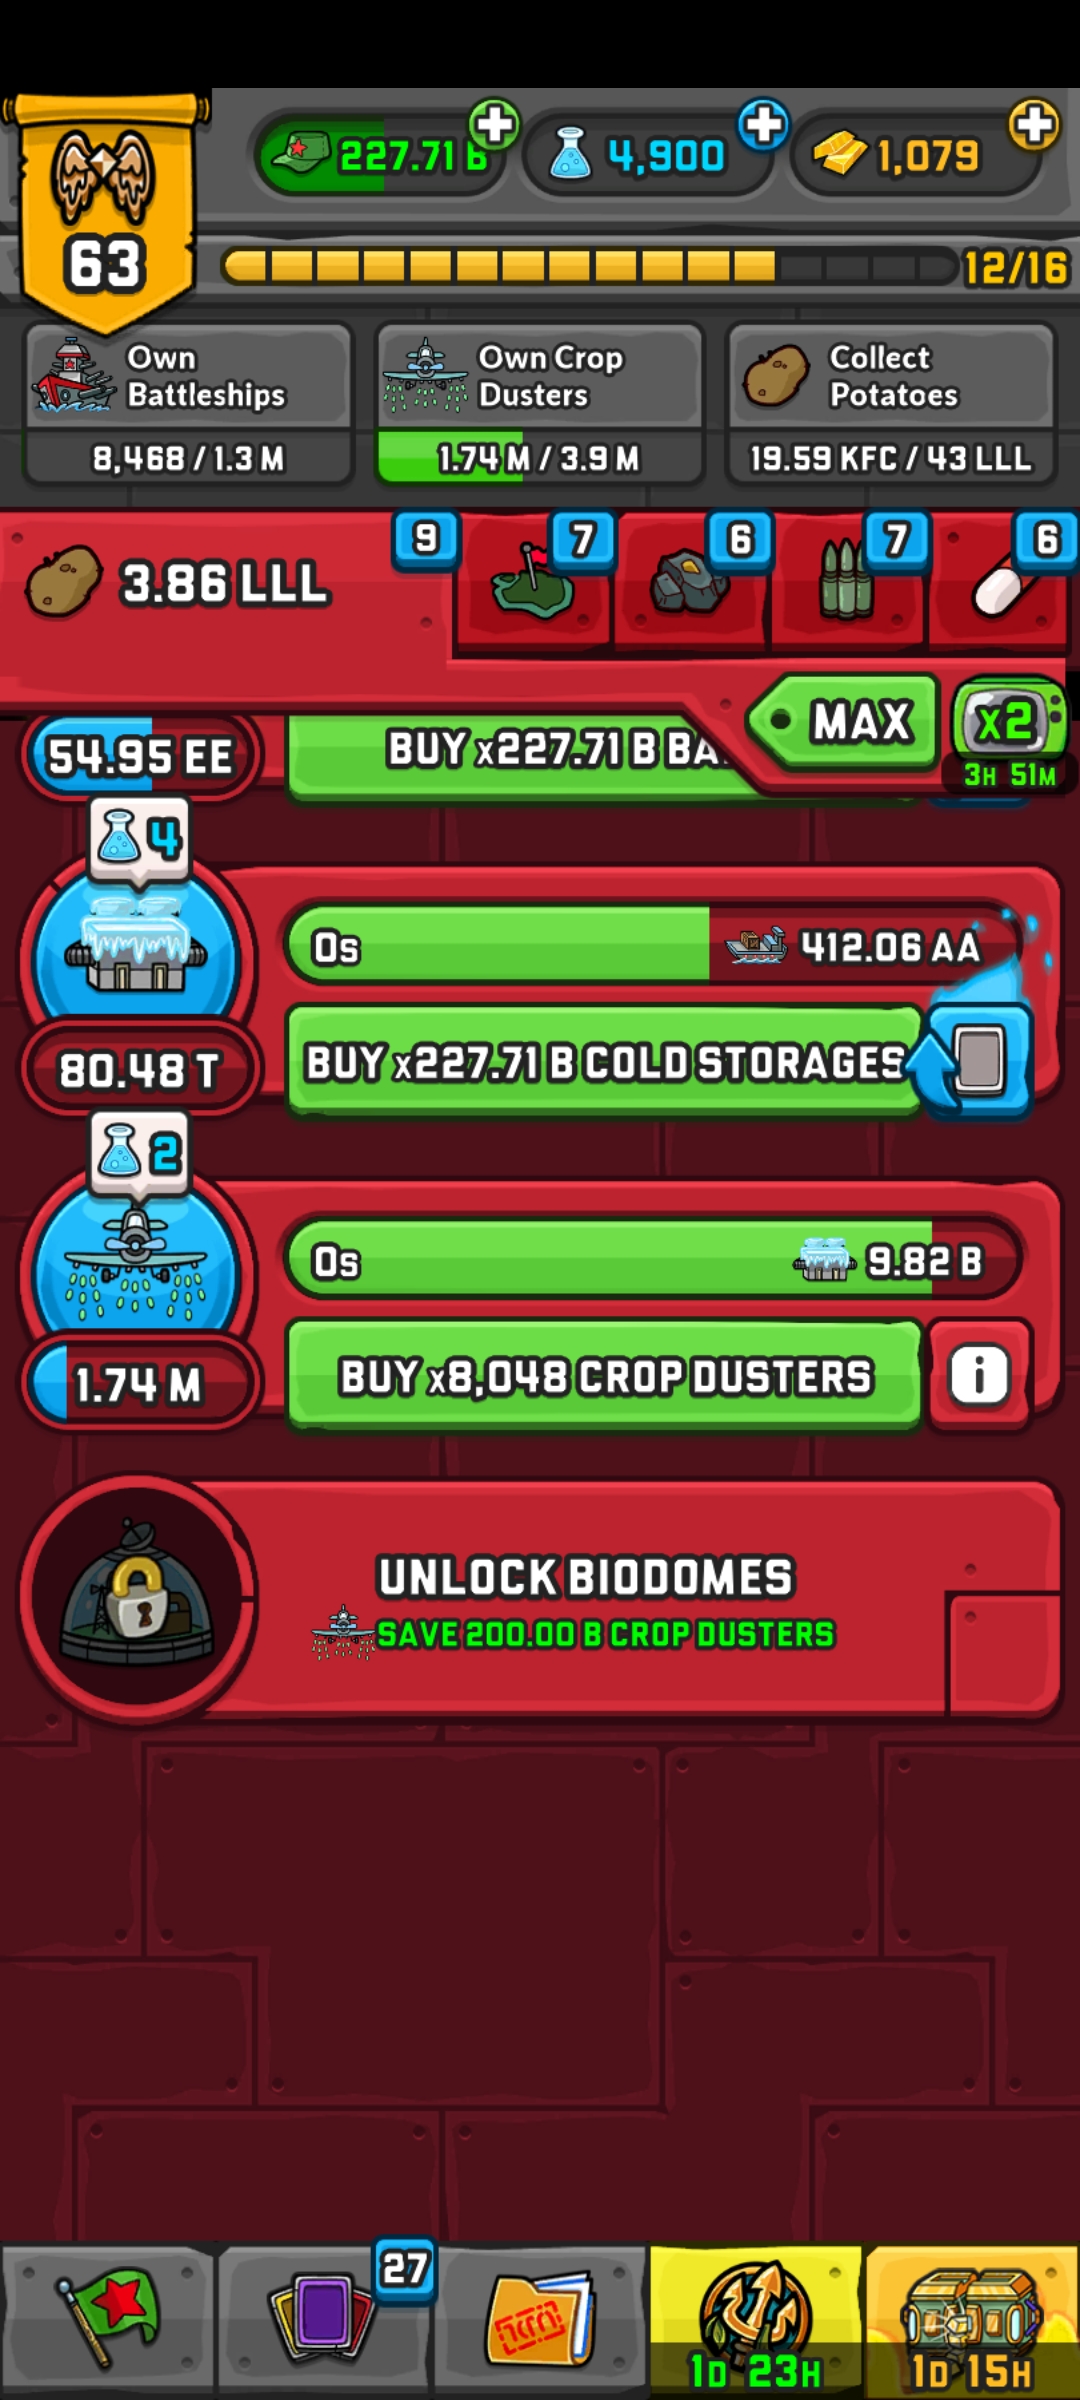 227.71 B
4,900
1,079
63
12/16
Own
Battleships
8,468 / 1.3 M
Own Crop
Dusters
1.74 M / 3.9 M
Collect
Potatoes
19.59 KFC / 43 LLL
3.86 LLL
9
7
6
7
6
MAX
x2
3H 51M
54.95 EE
BUY x227.71 B BA
4
0s
412.06 AA
80.48 T
BUY x227.71 B COLD STORAGES
2
0s
9.82 B
1.74 M
BUY x8,048 CROP DUSTERS
i
UNLOCK BIODOMES
SAVE 200.00 B CROP DUSTERS
27
1D 23H
1D 15H